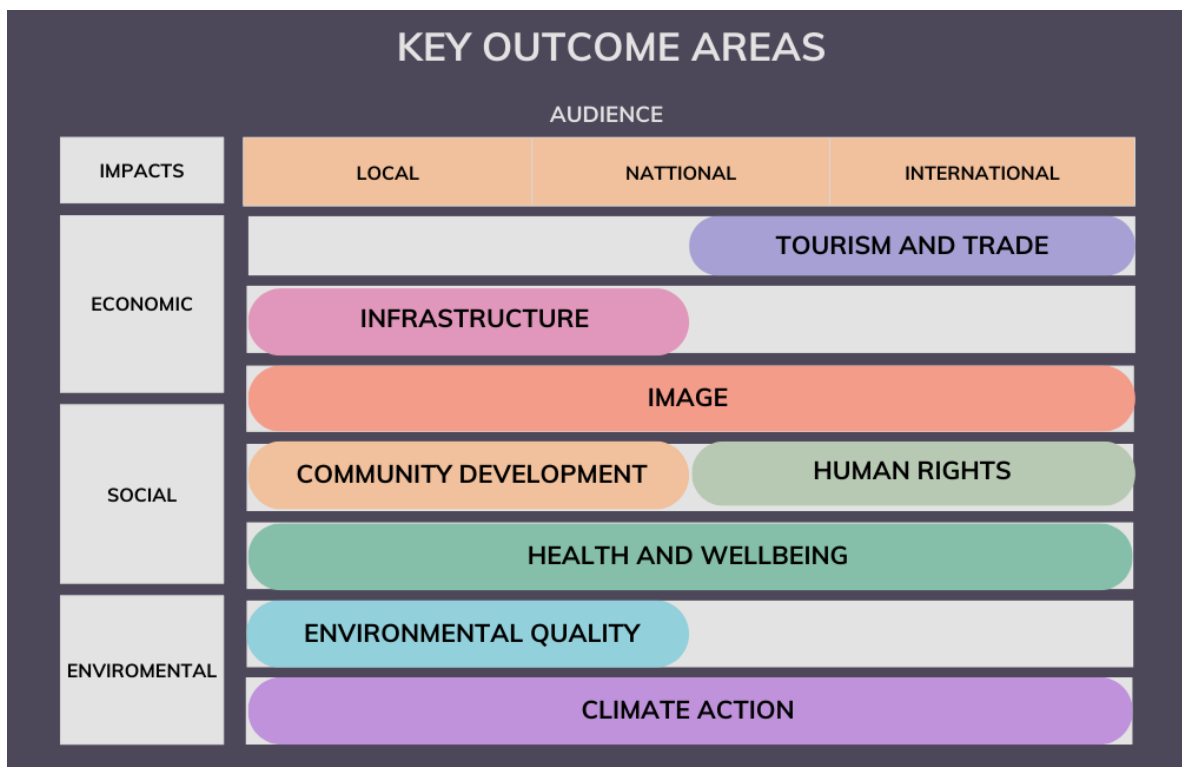 KEY OUTCOME AREAS
AUDIENCE
IMPACTS
LOCAL
NATTIONAL
INTERNATIONAL
TOURISM AND TRADE
ECONOMIC
INFRASTRUCTURE
IMAGE
COMMUNITY DEVELOPMENT
HUMAN RIGHTS
SOCIAL
HEALTH AND WELLBEING
ENVIRONMENTAL QUALITY
ENVIROMENTAL
CLIMATE ACTION